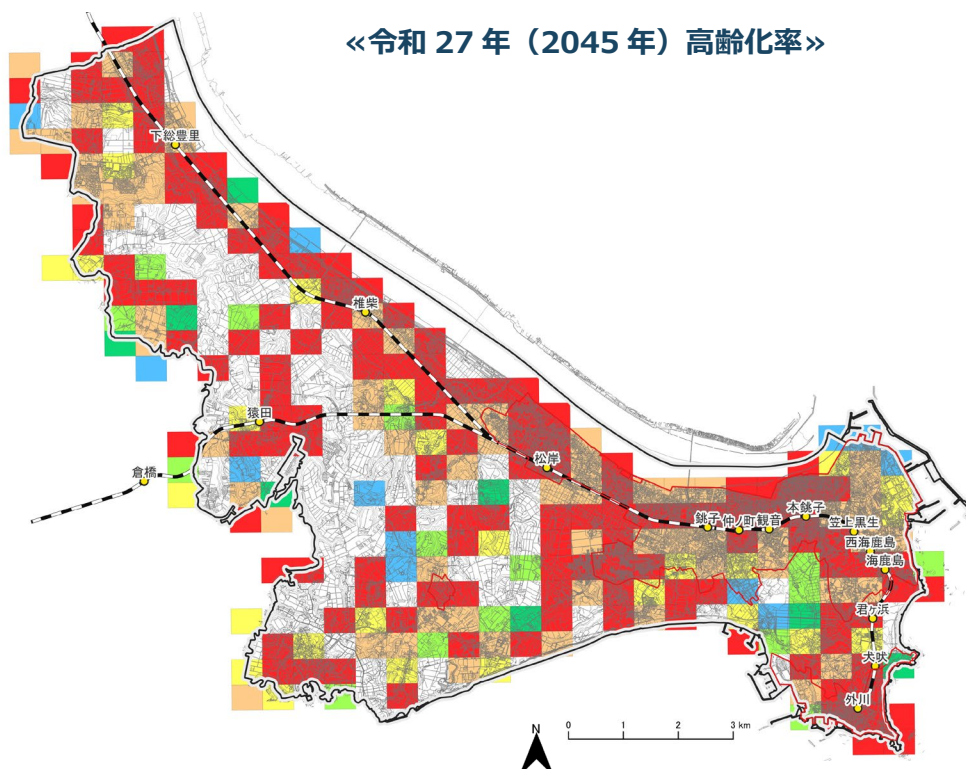 ≪令和 27 年（2045 年）高齢化率≫
下総豊里
椎柴
猿田
倉橋
松岸
銚子
仲ノ町
観音
本銚子
笠上黒生
西海鹿島
海鹿島
君ヶ浜
犬吠
外川
N
0 1 2 3 km